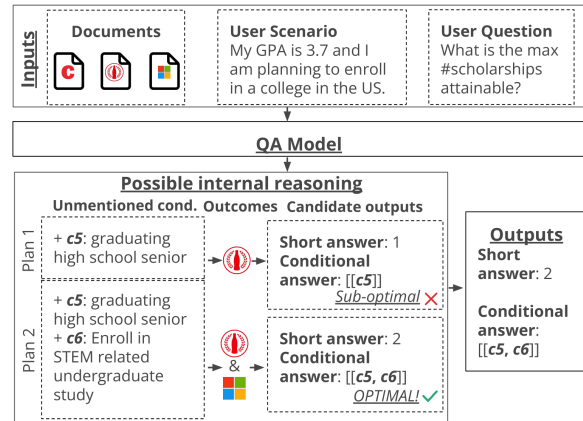 Inputs
Documents
C
User Scenario
My GPA is 3.7 and I
am planning to enroll
in a college in the US.
User Question
What is the max
#scholarships
attainable?
QA Model
Possible internal reasoning
Unmentioned cond. Outcomes Candidate outputs
Plan 1
+ c5: graduating
high school senior
Short answer: 1
Conditional
answer: [[c5]]
Sub-optimal
Plan 2
+ c5: graduating
high school senior
+ c6: Enroll in
STEM related
undergraduate
study
&
Short answer: 2
Conditional
answer: [[c5, c6]]
OPTIMAL!
Outputs
Short
answer: 2
Conditional
answer:
[[c5, c6]]